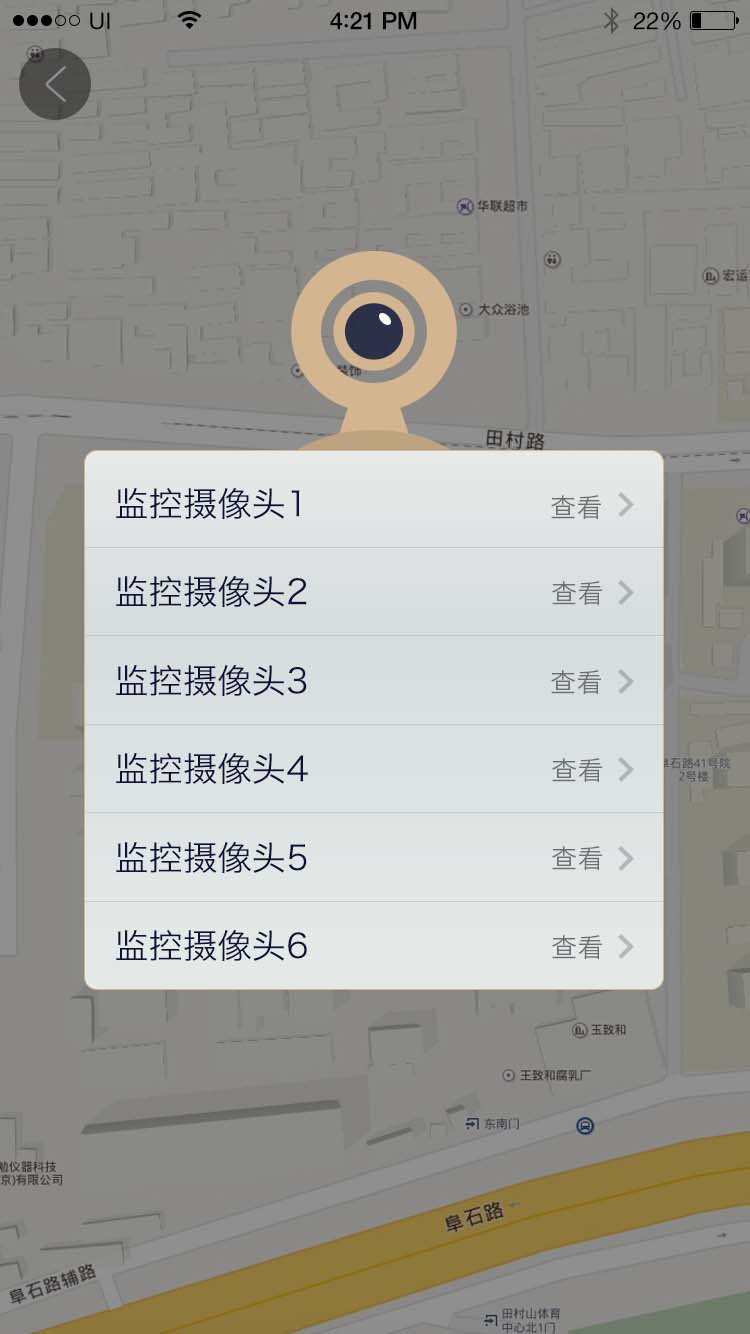 UI 4:21 PM 22%
华联超市
宏运
大众浴池
装饰
田村路
监控摄像头1 查看
监控摄像头2 查看
监控摄像头3 查看
监控摄像头4 查看
阜石路41号院
2号楼
监控摄像头5 查看
监控摄像头6 查看
玉致和
王致和腐乳厂
东南门
勉仪器科技
京)有限公司
阜石路
阜石路辅路
田村山体育
中心北1门